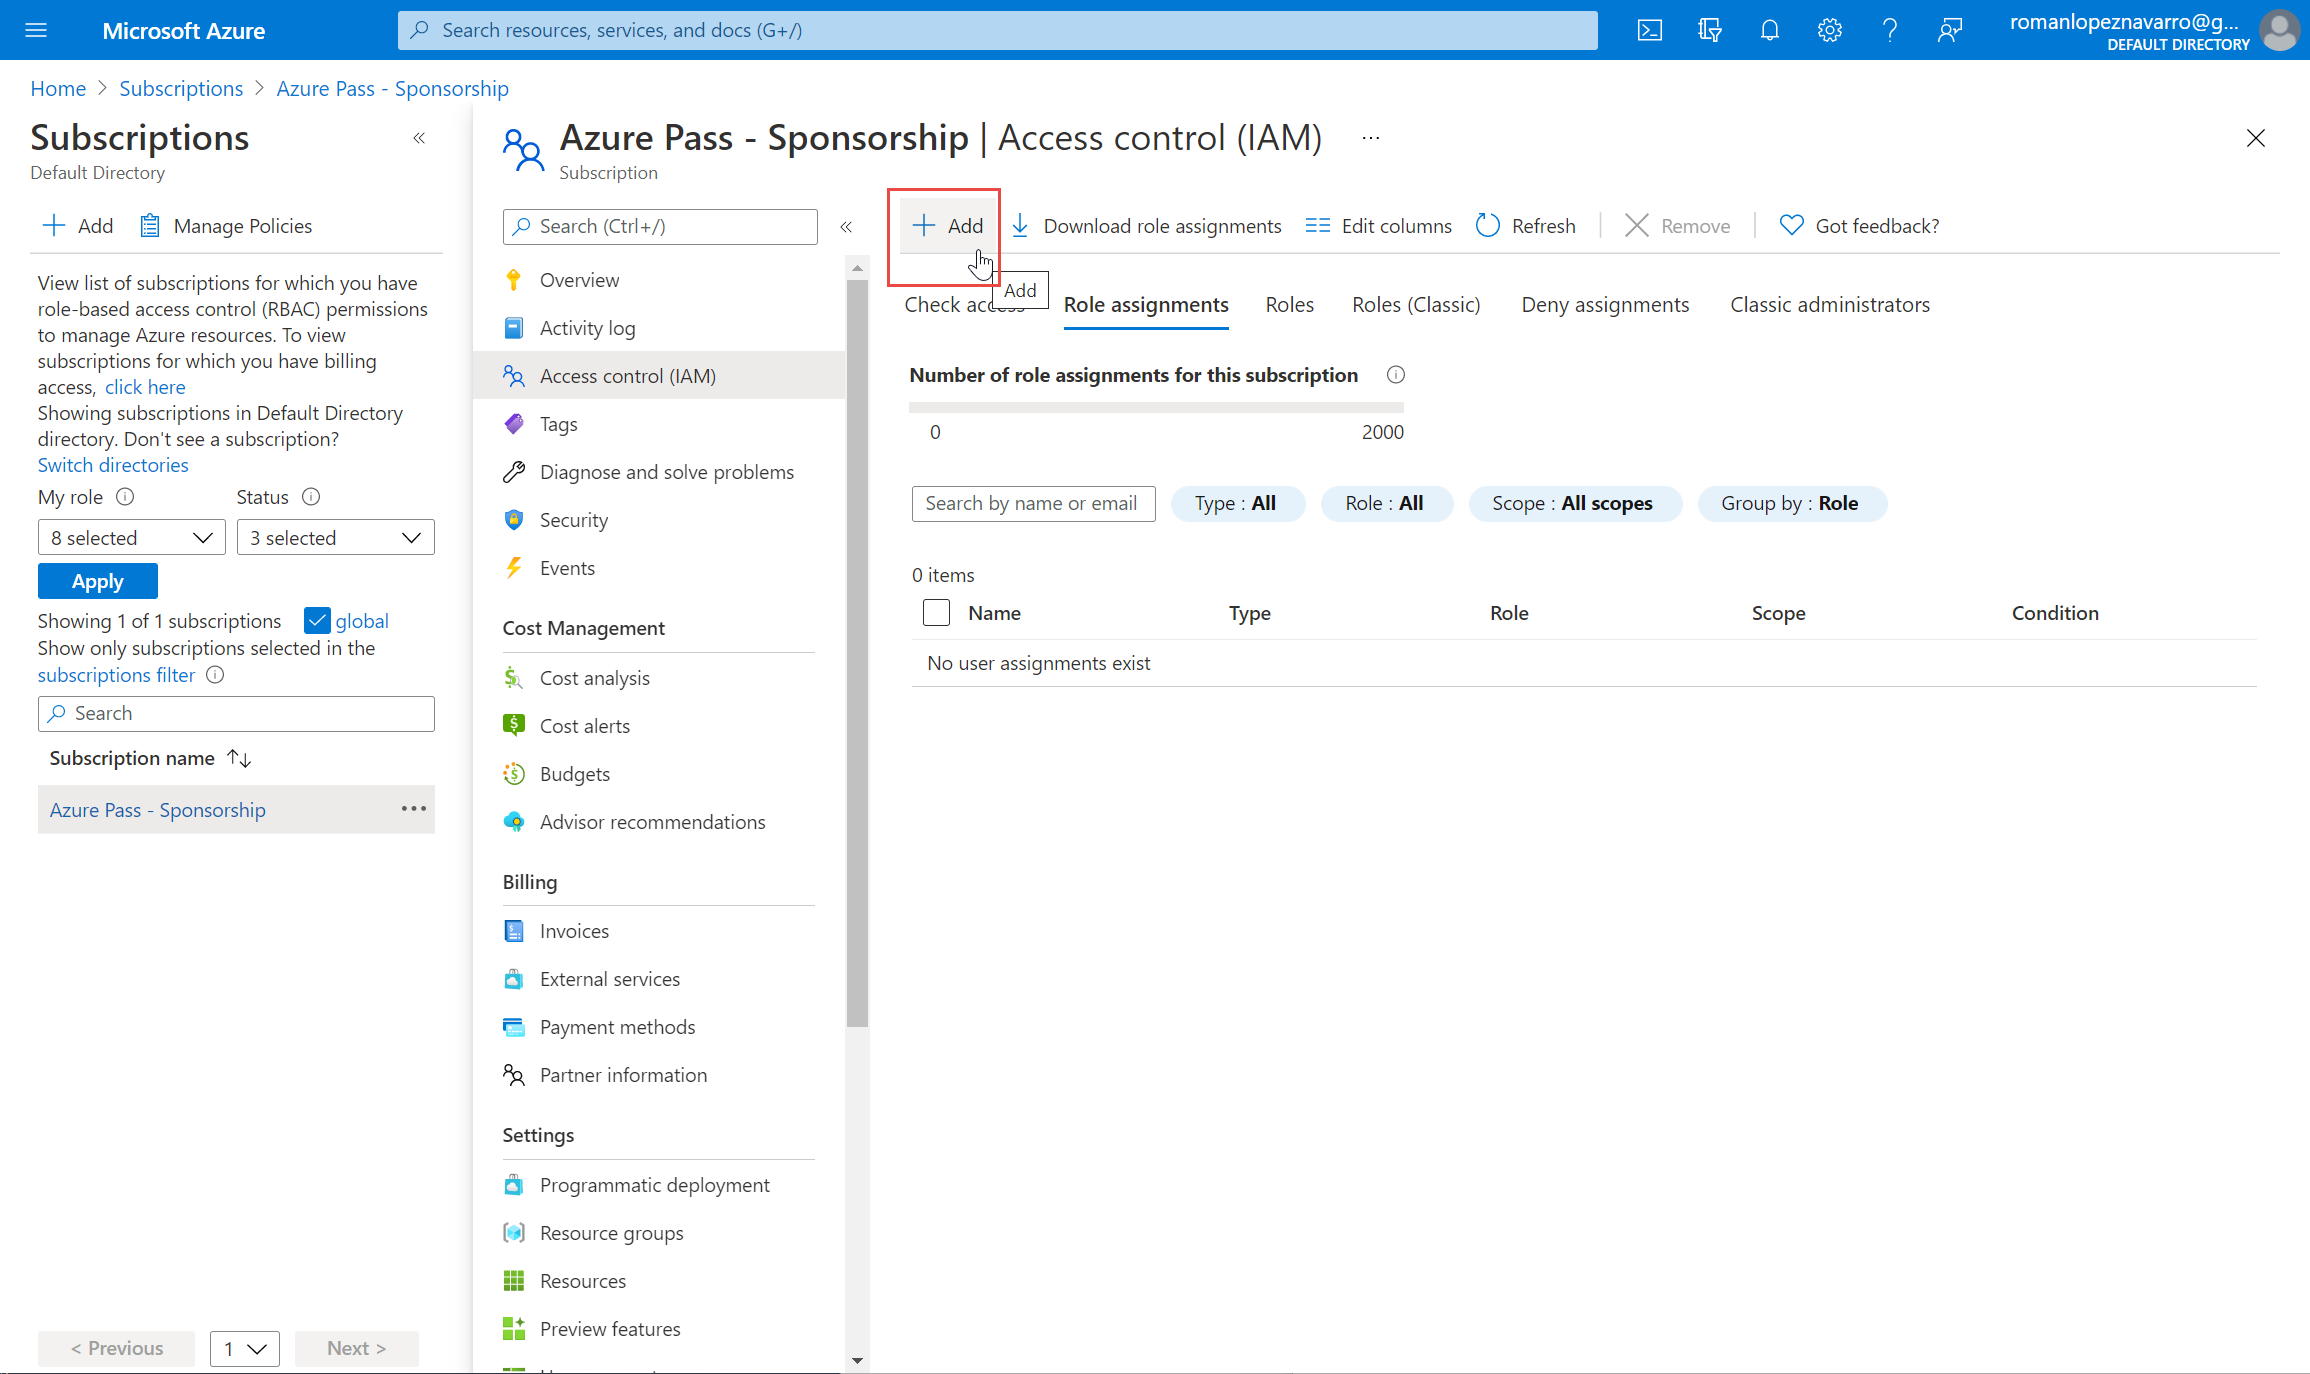 Microsoft Azure
Search resources, services, and docs (G+/)
romanlopeznavarro@g...
DEFAULT DIRECTORY
Home > Subscriptions > Azure Pass - Sponsorship
Subscriptions
Default Directory
Add
Manage Policies
View list of subscriptions for which you have
role-based access control (RBAC) permissions
to manage Azure resources. To view
subscriptions for which you have billing
access, click here
Showing subscriptions in Default Directory
directory. Don't see a subscription?
Switch directories
My role
Status
8 selected
3 selected
Apply
Showing 1 of 1 subscriptions
global
Show only subscriptions selected in the
subscriptions filter
Search
Subscription name
Azure Pass - Sponsorship
< Previous
1
Next >
Azure Pass - Sponsorship | Access control (IAM)
Subscription
Search (Ctrl+/)
Overview
Activity log
Access control (IAM)
Tags
Diagnose and solve problems
Security
Events
Cost Management
Cost analysis
Cost alerts
Budgets
Advisor recommendations
Billing
Invoices
External services
Payment methods
Partner information
Settings
Programmatic deployment
Resource groups
Resources
Preview features
Add
Download role assignments
Edit columns
Refresh
Remove
Got feedback?
Add
Check access
Role assignments
Roles
Roles (Classic)
Deny assignments
Classic administrators
Number of role assignments for this subscription
0
2000
Search by name or email
Type : All
Role : All
Scope : All scopes
Group by : Role
0 items
Name
Type
Role
Scope
Condition
No user assignments exist